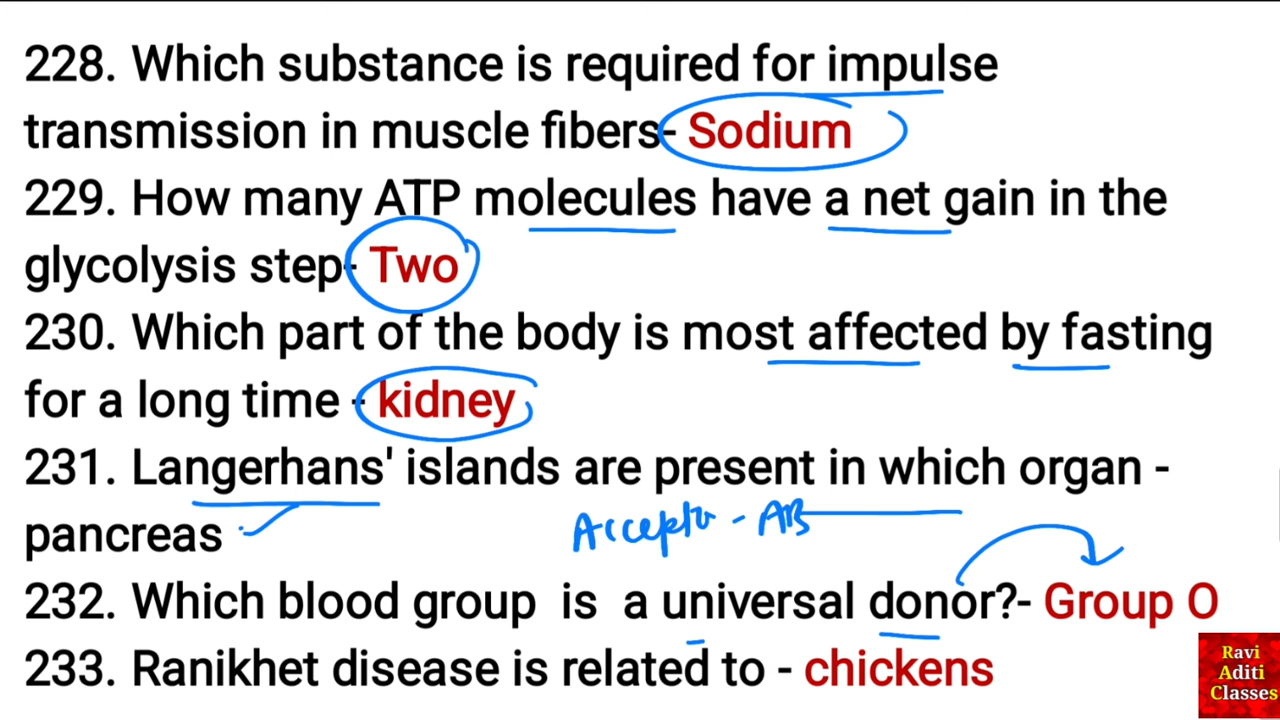 228. Which substance is required for impulse
transmission in muscle fibers- Sodium
229. How many ATP molecules have a net gain in the
glycolysis step- Two
230. Which part of the body is most affected by fasting
for a long time - kidney
231. Langerhans' islands are present in which organ -
pancreas
Acceptor - AB
232. Which blood group is a universal donor?- Group O
233. Ranikhet disease is related to - chickens
Ravi
Aditi
Classes